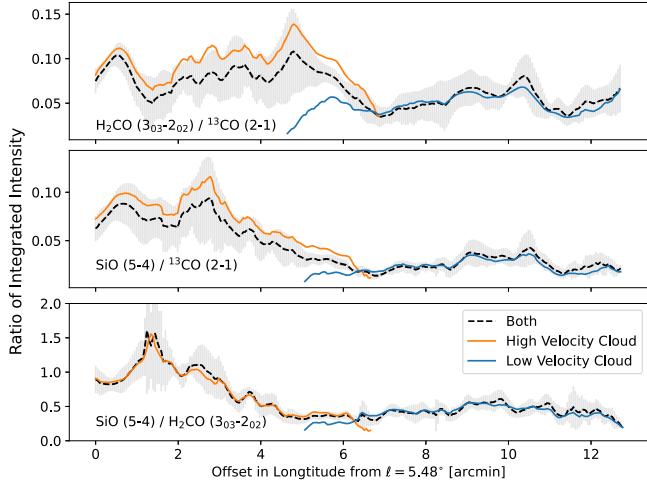 Ratio of Integrated Intensity
0.15
0.10
0.05
H₂CO (3₀₃-2₀₂) / ¹³CO (2-1)
0.10
0.05
SiO (5-4) / ¹³CO (2-1)
2.0
1.5
1.0
0.5
0.0
Both
High Velocity Cloud
Low Velocity Cloud
SiO (5-4) / H₂CO (3₀₃-2₀₂)
0 2 4 6 8 10 12
Offset in Longtitude from ℓ = 5.48° [arcmin]